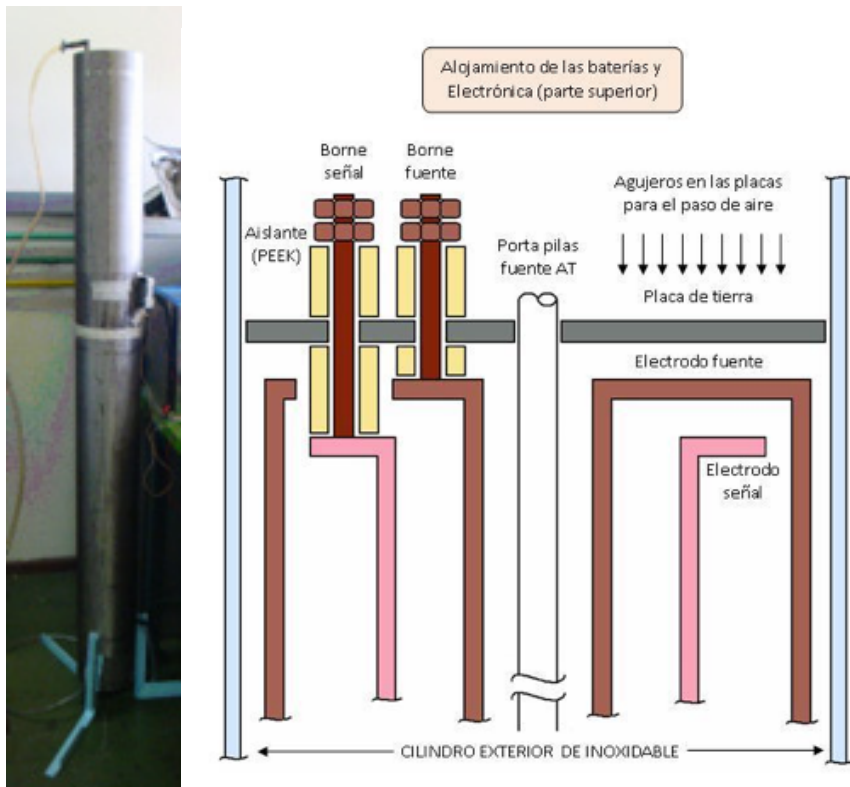 Alojamiento de las baterías y
Electrónica (parte superior)
Borne
señal
Borne
fuente
Agujeros en las placas
para el paso de aire
Aislante
(PEEK)
Porta pilas
fuente AT
Placa de tierra
Electrodo fuente
Electrodo
señal
CILINDRO EXTERIOR DE INOXIDABLE